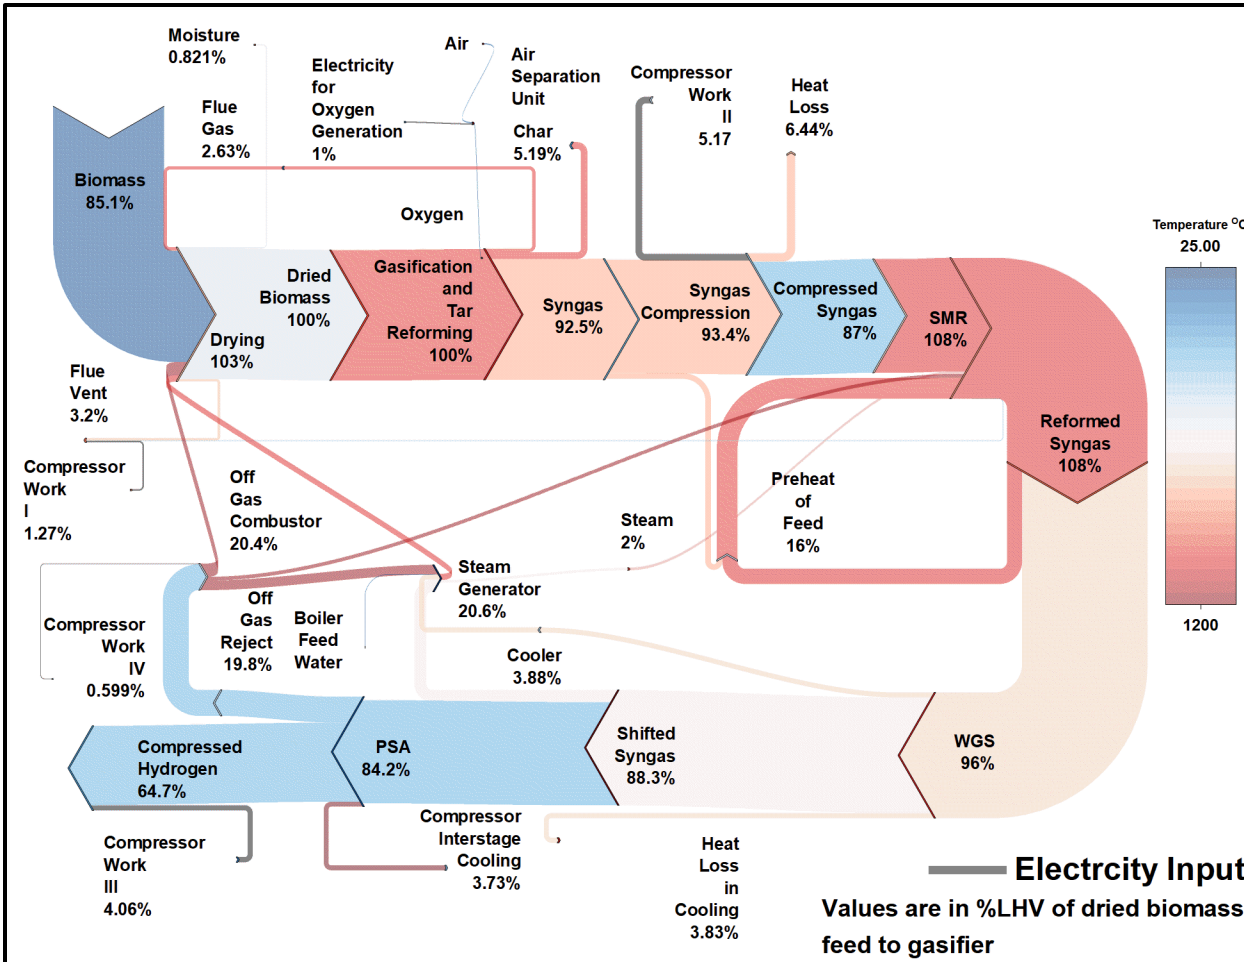 Moisture
0.821%
Flue
Gas
2.63%
Electricity
for
Oxygen
Generation
1%
Air
Air
Separation
Unit
Char
5.19%
Compressor
Work
II
5.17
Heat
Loss
6.44%
Biomass
85.1%
Oxygen
Drying
103%
Dried
Biomass
100%
Gasification
and
Tar
Reforming
100%
Syngas
92.5%
Syngas
Compression
93.4%
Compressed
Syngas
87%
SMR
108%
Reformed
Syngas
108%
Temperature °C
25.00
1200
Flue
Vent
3.2%
Compressor
Work
I
1.27%
Off
Gas
Combustor
20.4%
Preheat
of
Feed
16%
Steam
2%
Steam
Generator
20.6%
Off
Gas
Reject
19.8%
Boiler
Feed
Water
Compressor
Work
IV
0.599%
Cooler
3.88%
Compressed
Hydrogen
64.7%
PSA
84.2%
Shifted
Syngas
88.3%
WGS
96%
Compressor
Work
III
4.06%
Compressor
Interstage
Cooling
3.73%
Heat
Loss
in
Cooling
3.83%
Electrcity Input
Values are in %LHV of dried biomass
feed to gasifier